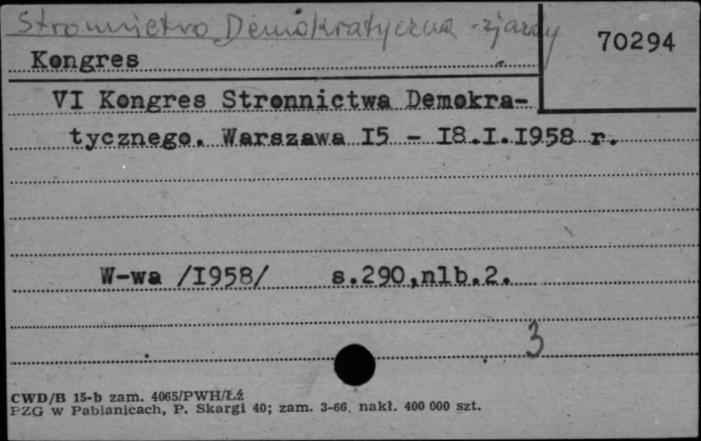 Stronnictwo Demokratyczne - zjazdy
70294
Kongres
VI Kongres Stronnictwa Demokra-
tycznego. Warszawa I5 - I8.I.I958 r.
W-wa /I958/ s.290,nlb.2.
3
CWD/B 15-b zam. 4065/PWH/Łź
PZG w Pabianicach, P. Skargi 40; zam. 3-66. nakł. 400 000 szt.